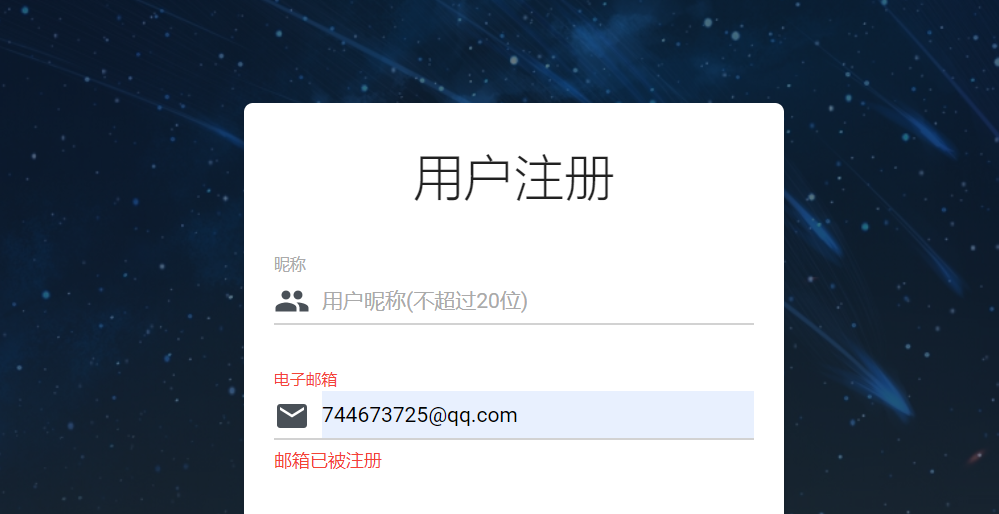 用户注册
昵称
用户昵称(不超过20位)
电子邮箱
744673725@qq.com
邮箱已被注册